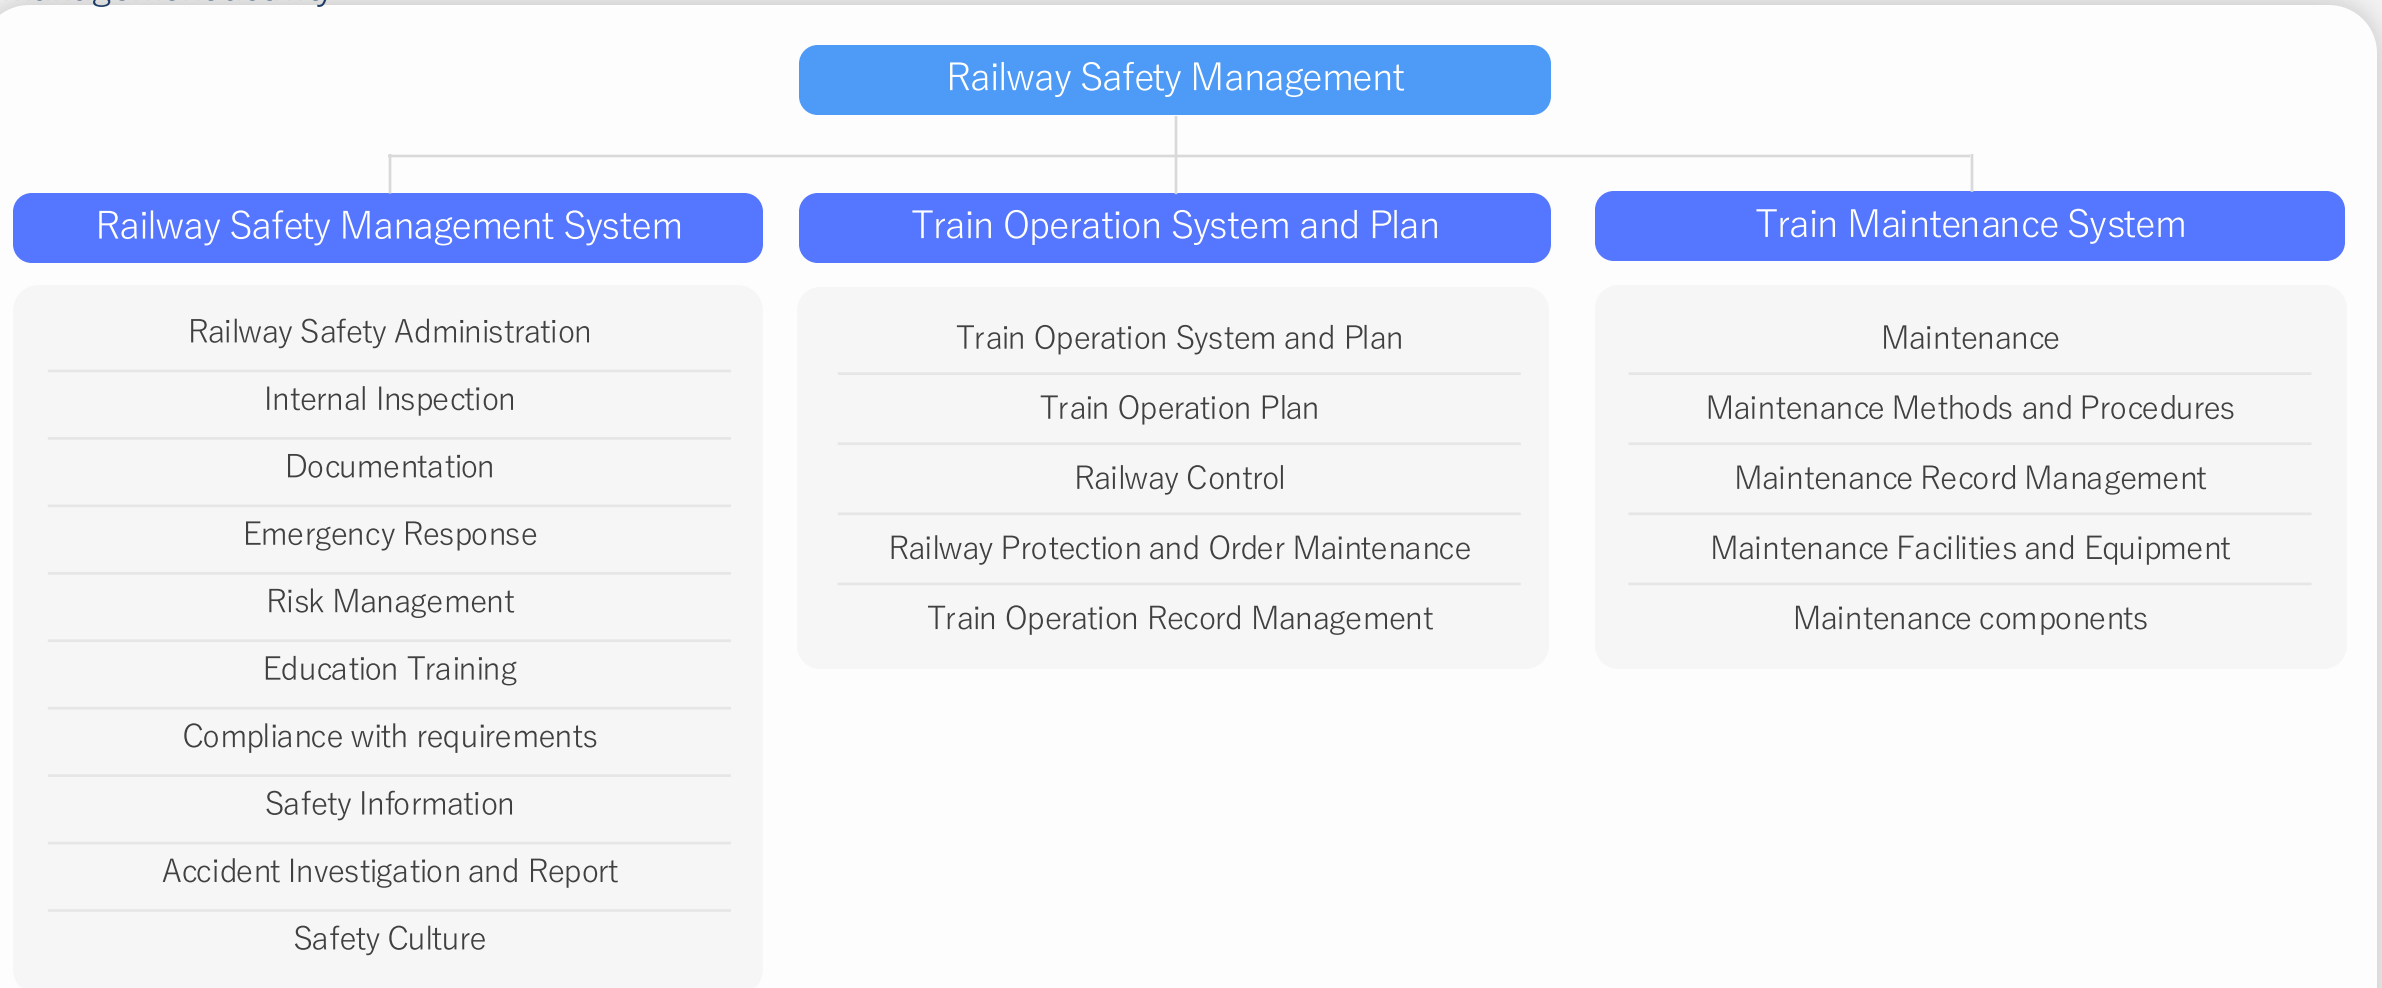 Railway Safety Management
Railway Safety Management System
Train Operation System and Plan
Train Maintenance System
Railway Safety Administration
Internal Inspection
Documentation
Emergency Response
Risk Management
Education Training
Compliance with requirements
Safety Information
Accident Investigation and Report
Safety Culture
Train Operation System and Plan
Train Operation Plan
Railway Control
Railway Protection and Order Maintenance
Train Operation Record Management
Maintenance
Maintenance Methods and Procedures
Maintenance Record Management
Maintenance Facilities and Equipment
Maintenance components